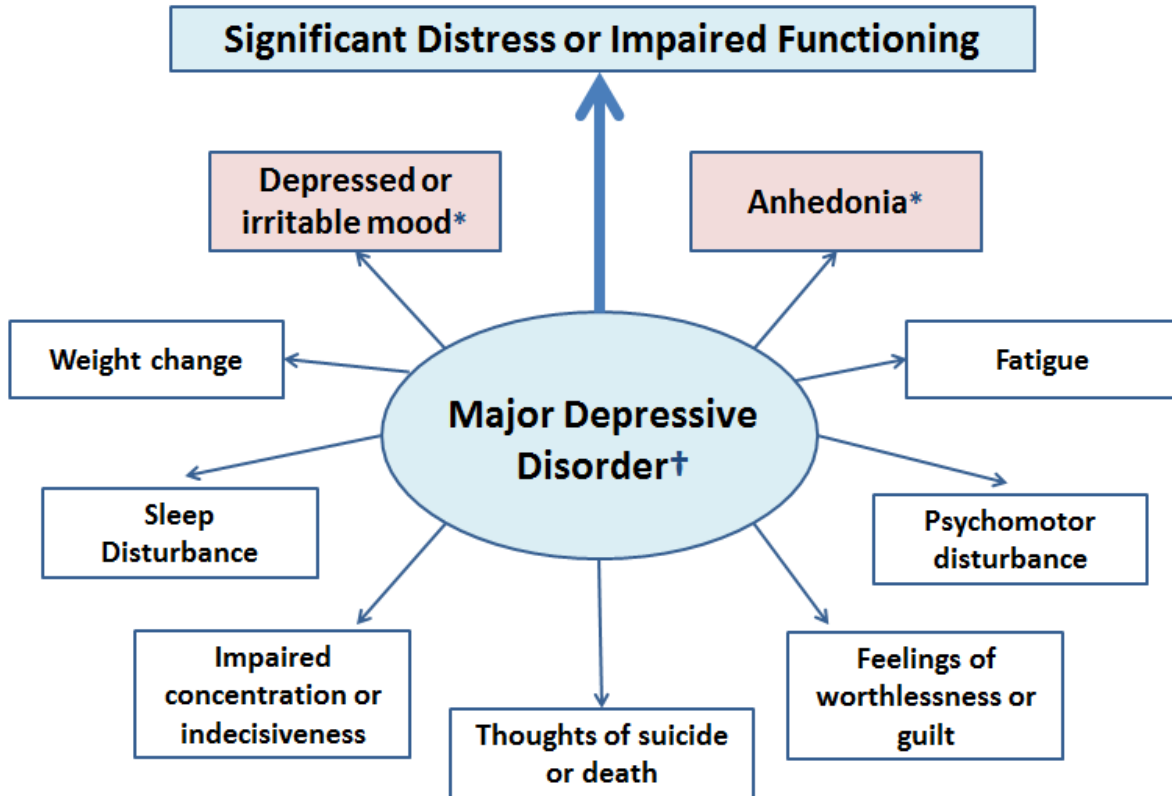 Significant Distress or Impaired Functioning
Depressed or
irritable mood*
Anhedonia*
Weight change
Fatigue
Major Depressive
Disorder†
Sleep
Disturbance
Psychomotor
disturbance
Impaired
concentration or
indecisiveness
Thoughts of suicide
or death
Feelings of
worthlessness or
guilt